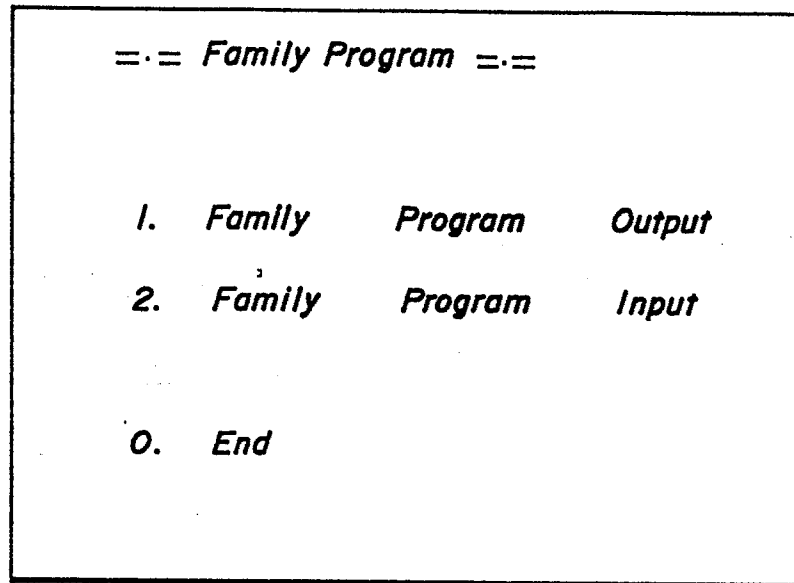 =·= Family Program =·=
1. Family Program Output
2. Family Program Input
0. End